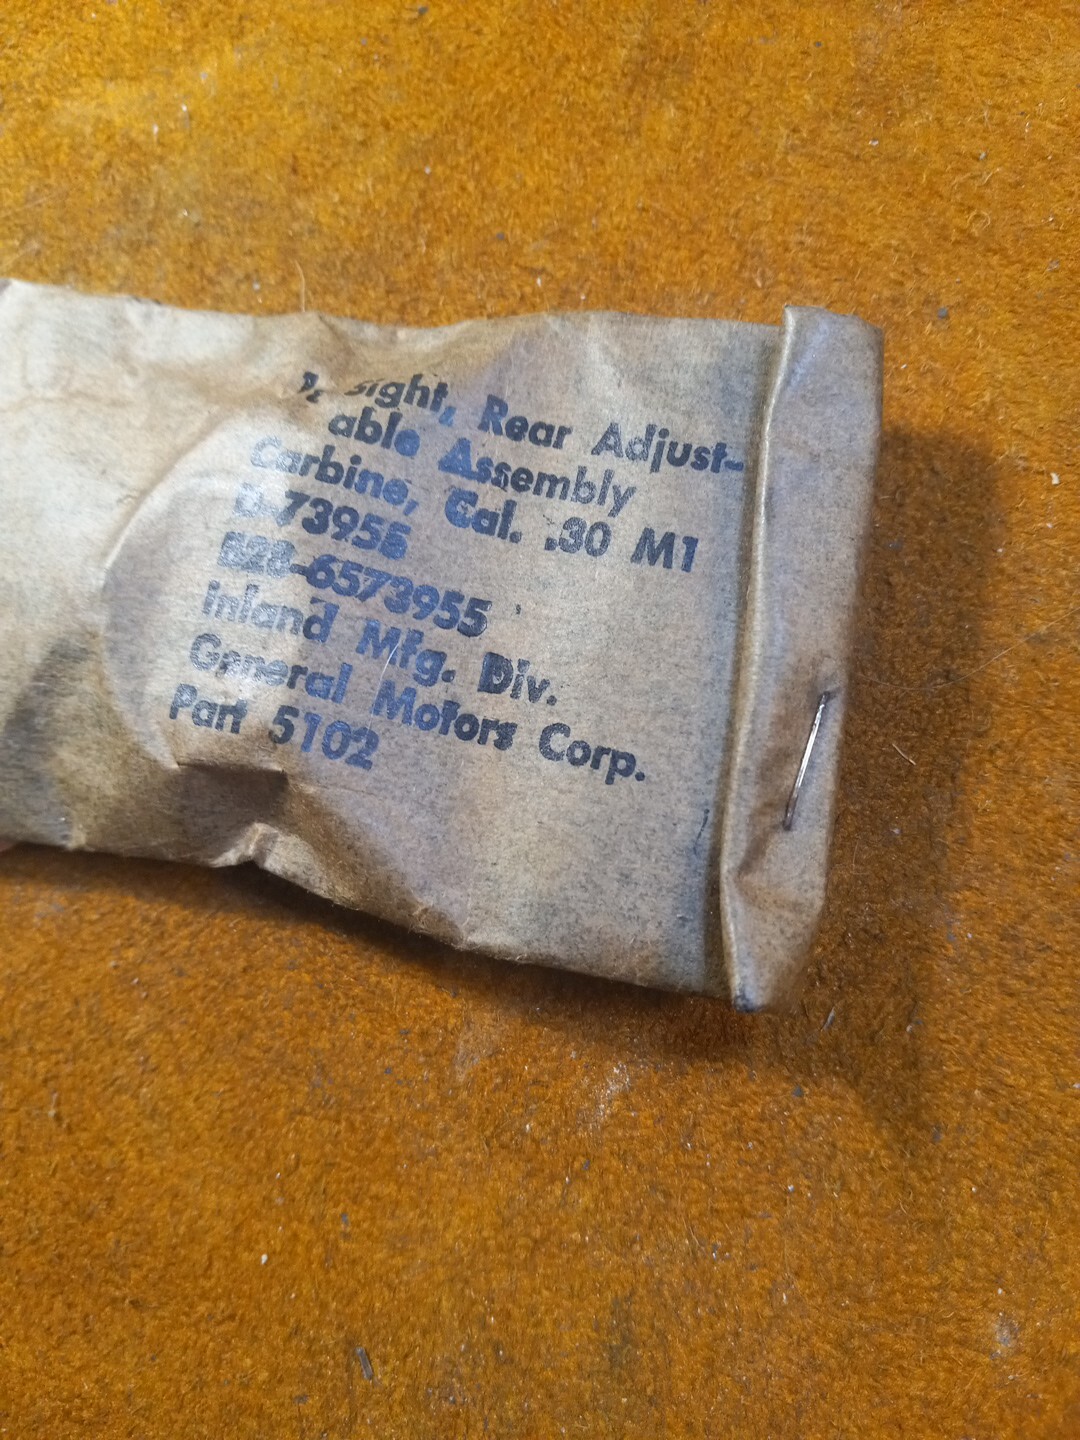 1, Sight, Rear Adjust-
able Assembly
Carbine, Cal. .30 M1
-73955
B28-6573955
Inland Mfg. Div.
General Motors Corp.
Part 5102